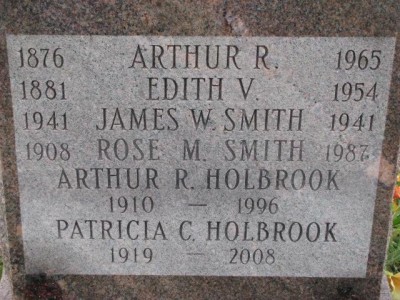 1876 ARTHUR R. 1965
1881 EDITH V. 1954
1941 JAMES W. SMITH 1941
1908 ROSE M. SMITH 1987
ARTHUR R. HOLBROOK
1910 — 1996
PATRICIA C. HOLBROOK
1919 — 2008